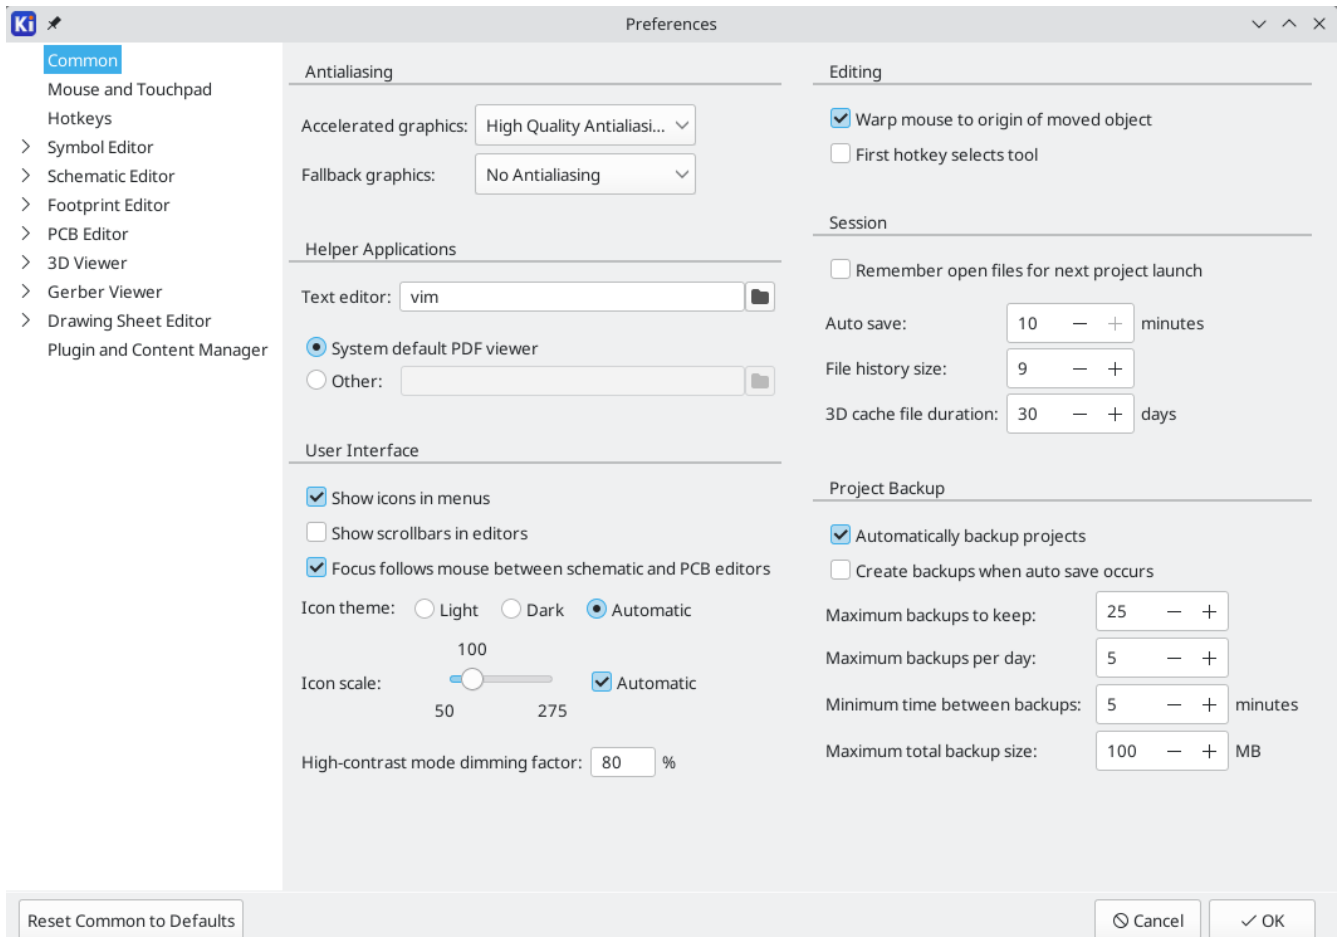 Ki Preferences
Common
Mouse and Touchpad
Hotkeys
Symbol Editor
Schematic Editor
Footprint Editor
PCB Editor
3D Viewer
Gerber Viewer
Drawing Sheet Editor
Plugin and Content Manager
Antialiasing
Accelerated graphics: High Quality Antialiasi...
Fallback graphics: No Antialiasing
Helper Applications
Text editor: vim
System default PDF viewer
Other:
User Interface
Show icons in menus
Show scrollbars in editors
Focus follows mouse between schematic and PCB editors
Icon theme: Light Dark Automatic
100
Icon scale: Automatic
50 275
High-contrast mode dimming factor: 80 %
Editing
Warp mouse to origin of moved object
First hotkey selects tool
Session
Remember open files for next project launch
Auto save: 10 − + minutes
File history size: 9 − +
3D cache file duration: 30 − + days
Project Backup
Automatically backup projects
Create backups when auto save occurs
Maximum backups to keep: 25 − +
Maximum backups per day: 5 − +
Minimum time between backups: 5 − + minutes
Maximum total backup size: 100 − + MB
Reset Common to Defaults Cancel OK